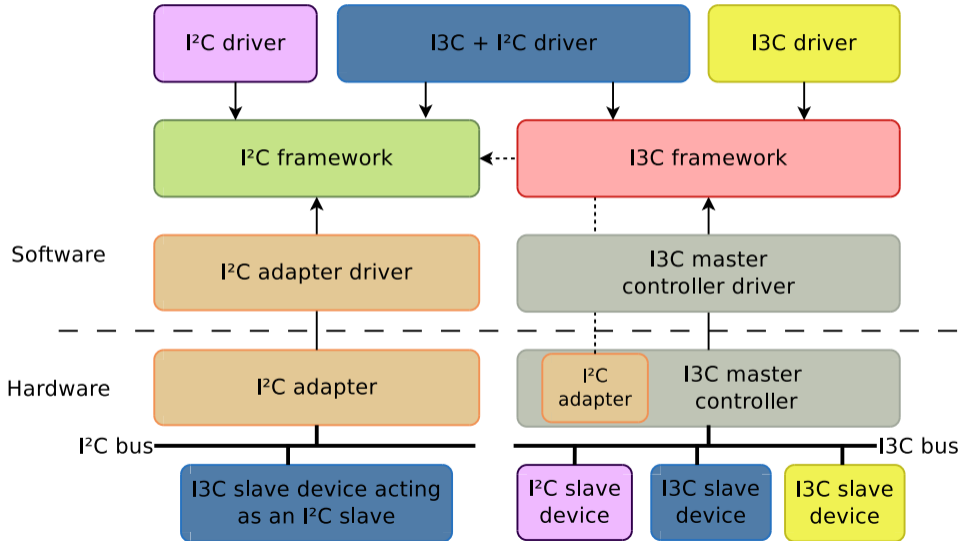 I²C driver
I3C + I²C driver
I3C driver
I²C framework
I3C framework
Software
I²C adapter driver
I3C master
controller driver
Hardware
I²C adapter
I²C
adapter
I3C master
controller
I²C bus
I3C bus
I3C slave device acting
as an I²C slave
I²C slave
device
I3C slave
device
I3C slave
device